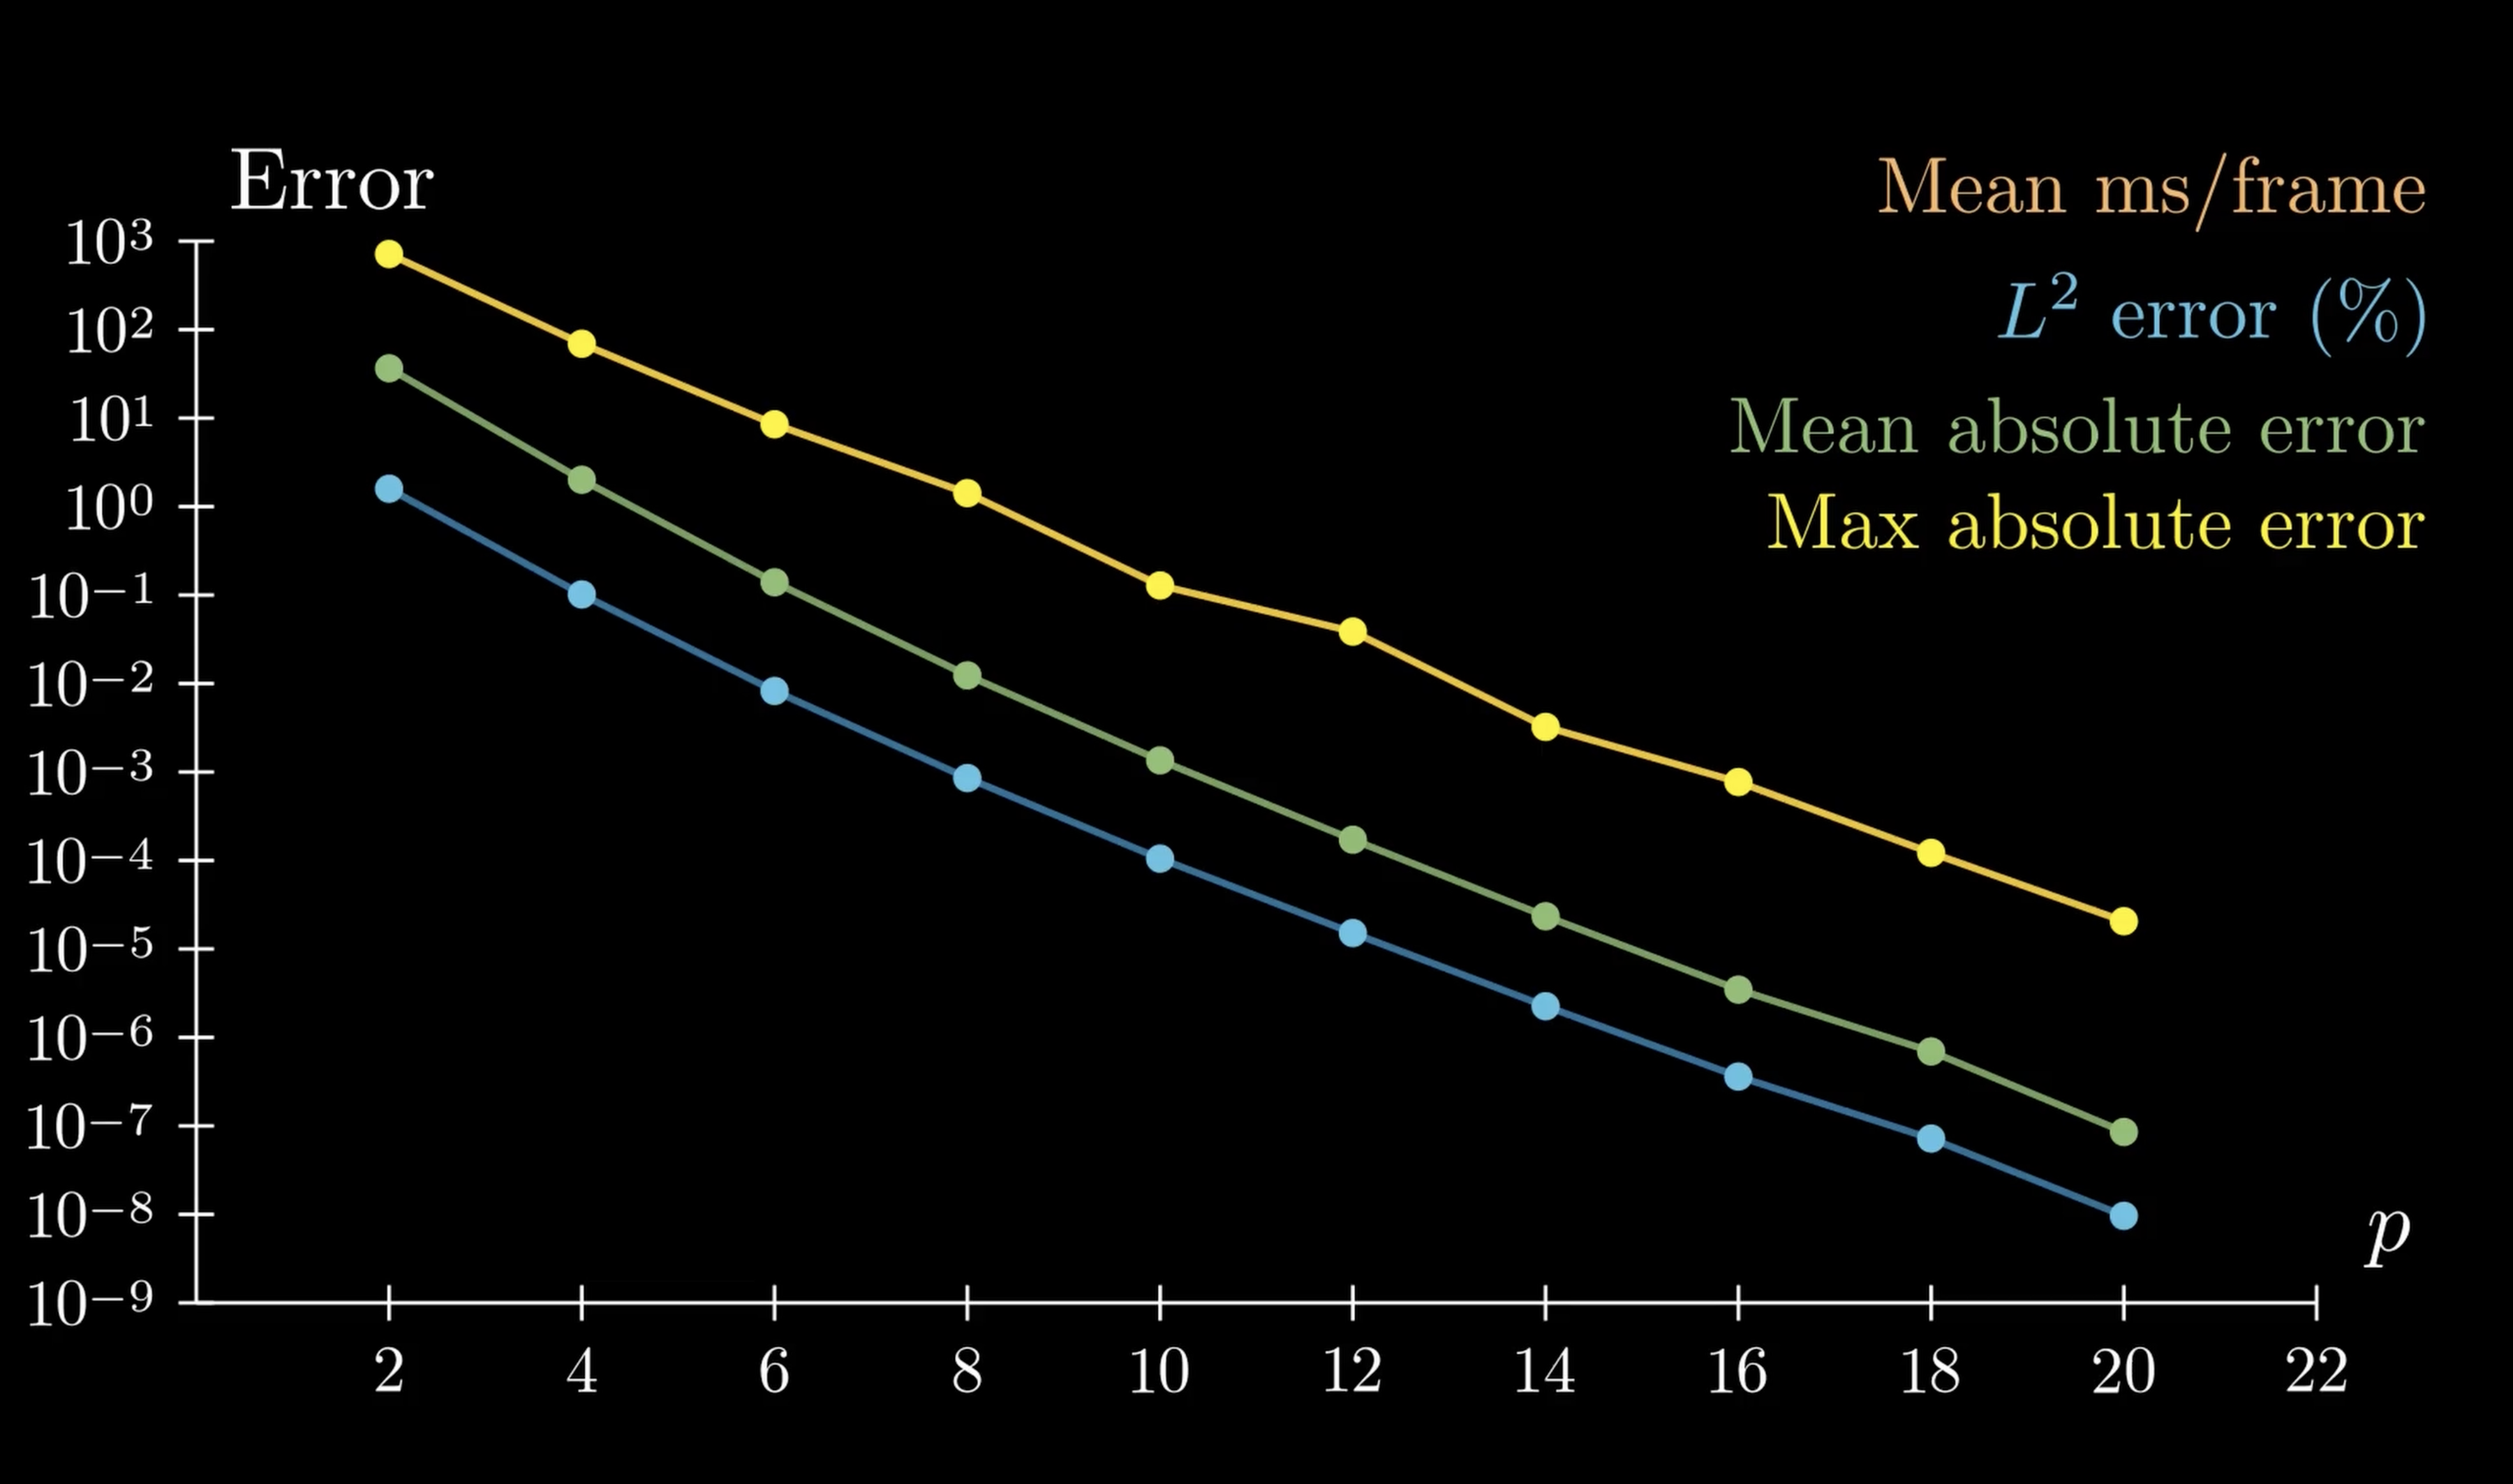 Error
Mean ms/frame
L² error (%)
Mean absolute error
Max absolute error
10³
10²
10¹
10⁰
10⁻¹
10⁻²
10⁻³
10⁻⁴
10⁻⁵
10⁻⁶
10⁻⁷
10⁻⁸
10⁻⁹
p
2 4 6 8 10 12 14 16 18 20 22